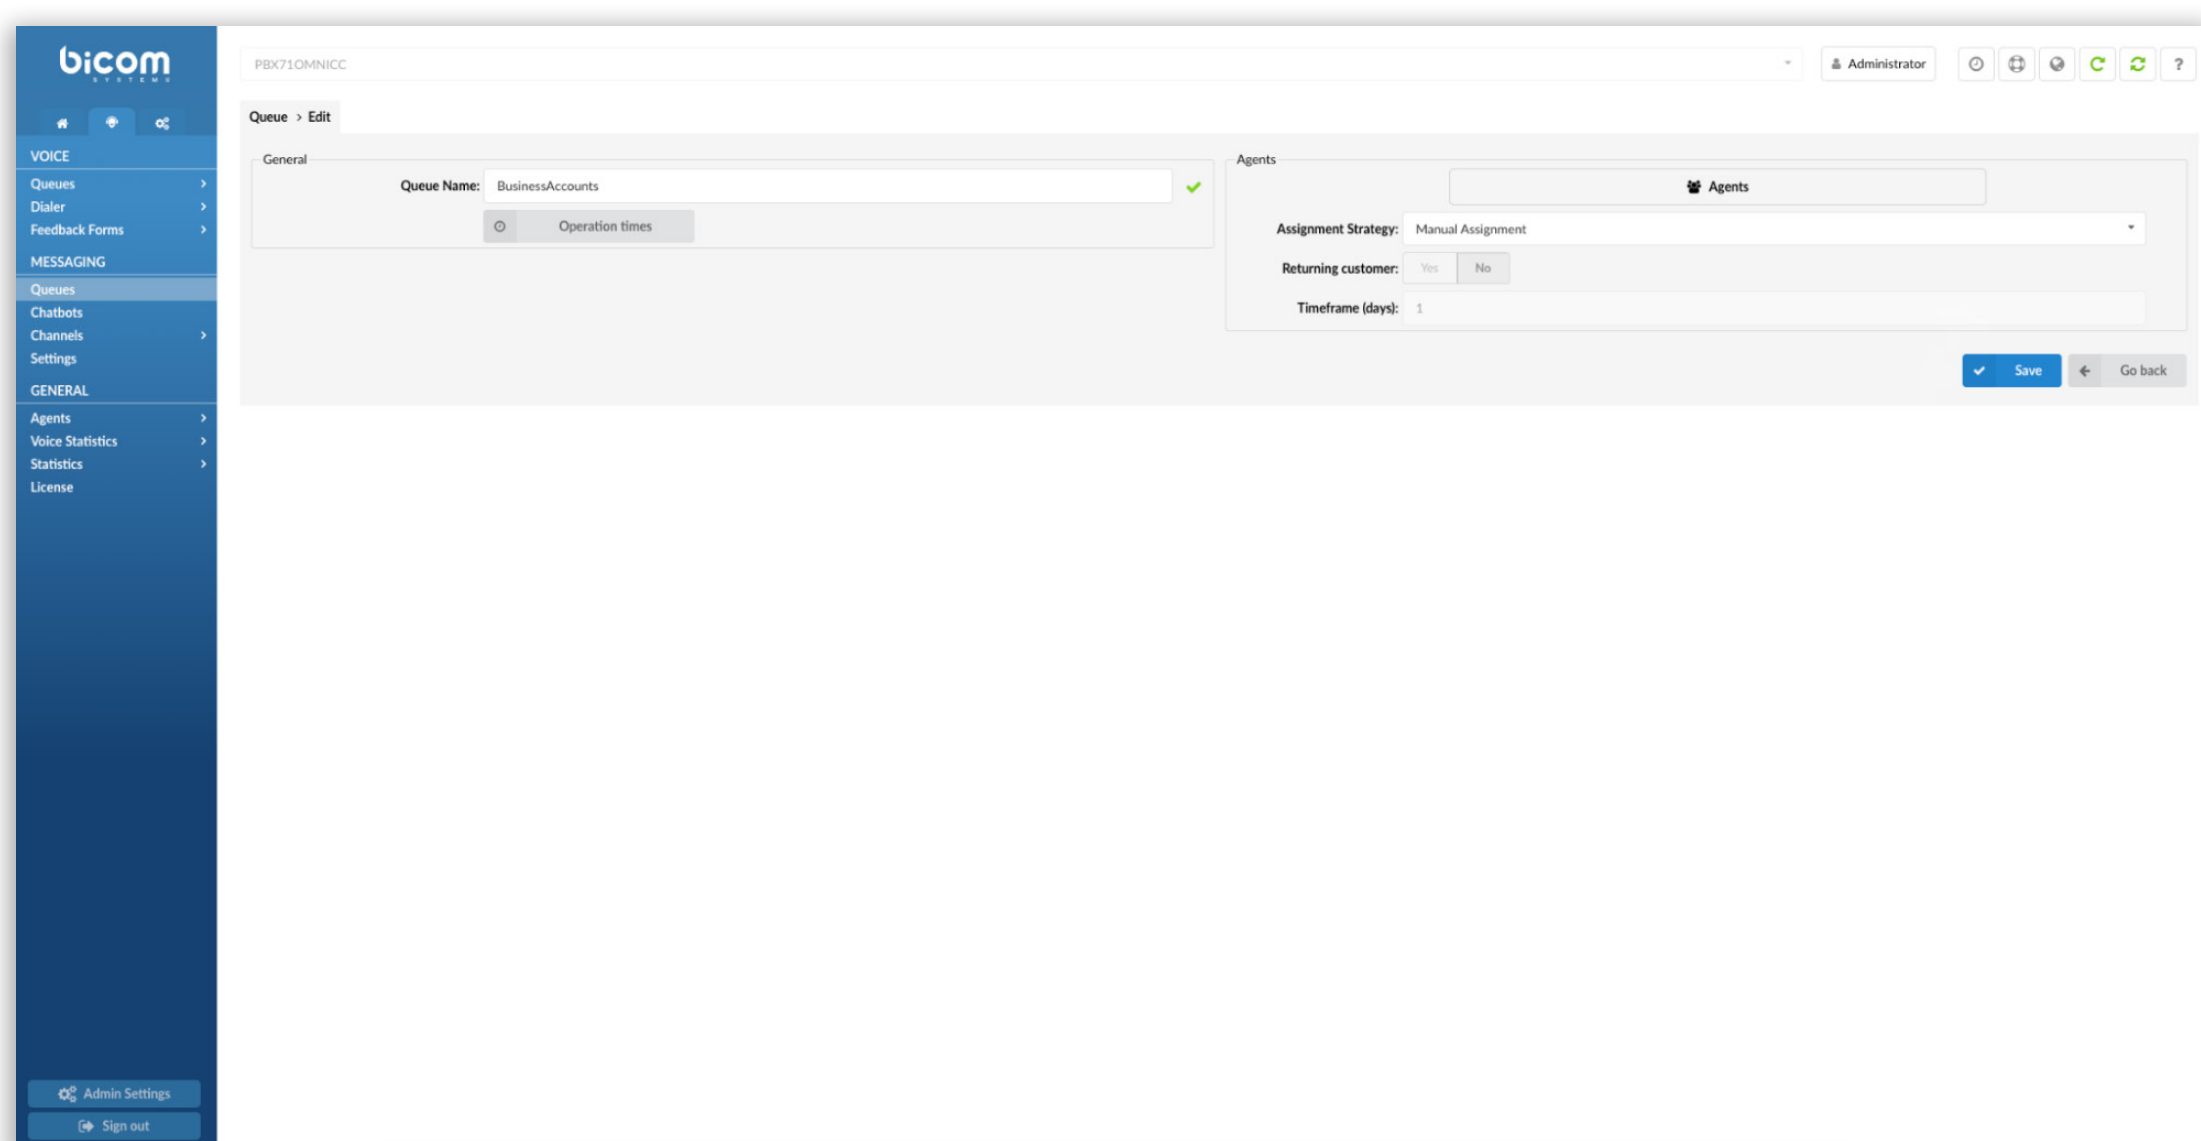 bicom
SYSTEMS
PBX71OMNICC
Administrator
?
Queue > Edit
VOICE
Queues
Dialer
Feedback Forms
MESSAGING
Queues
Chatbots
Channels
Settings
GENERAL
Agents
Voice Statistics
Statistics
License
Admin Settings
Sign out
General
Queue Name: BusinessAccounts
Operation times
Agents
Agents
Assignment Strategy: Manual Assignment
Returning customer: Yes No
Timeframe (days): 1
Save Go back